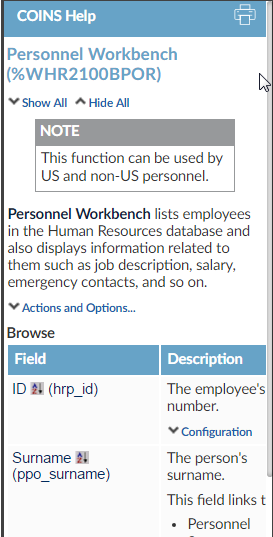 COINS Help
Personnel Workbench
(%WHR2100BPOR)
Show All Hide All
NOTE
This function can be used by
US and non-US personnel.
Personnel Workbench lists employees
in the Human Resources database and
also displays information related to
them such as job description, salary,
emergency contacts, and so on.
Actions and Options...
Browse
Field Description
ID (hrp_id) The employee's
number.
Configuration
Surname The person's
(ppo_surname) surname.
This field links t
• Personnel